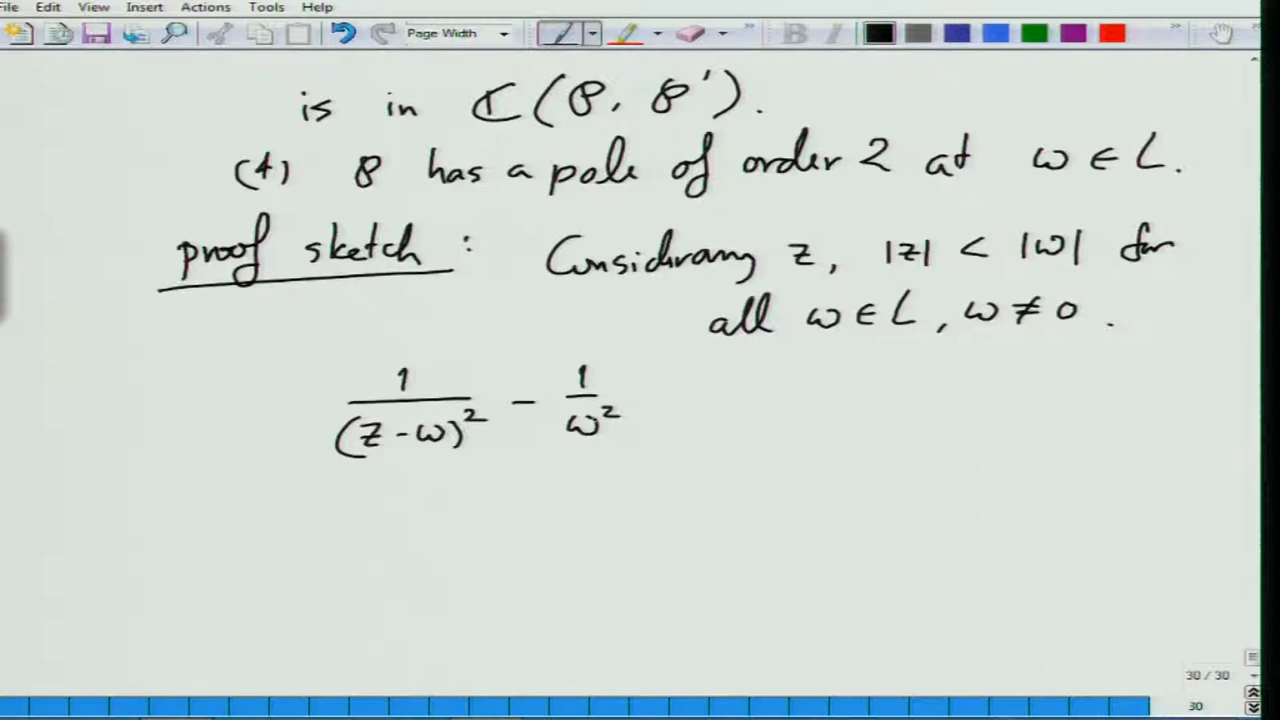 File Edit View Insert Actions Tools Help
Page Width
is in ℂ(℘, ℘').
(4) ℘ has a pole of order 2 at ω ∈ L.
proof sketch : Considrang z, |z| < |ω| for
all ω ∈ L, ω ≠ 0 .
1/(z-ω)² - 1/ω²
30 / 30
30